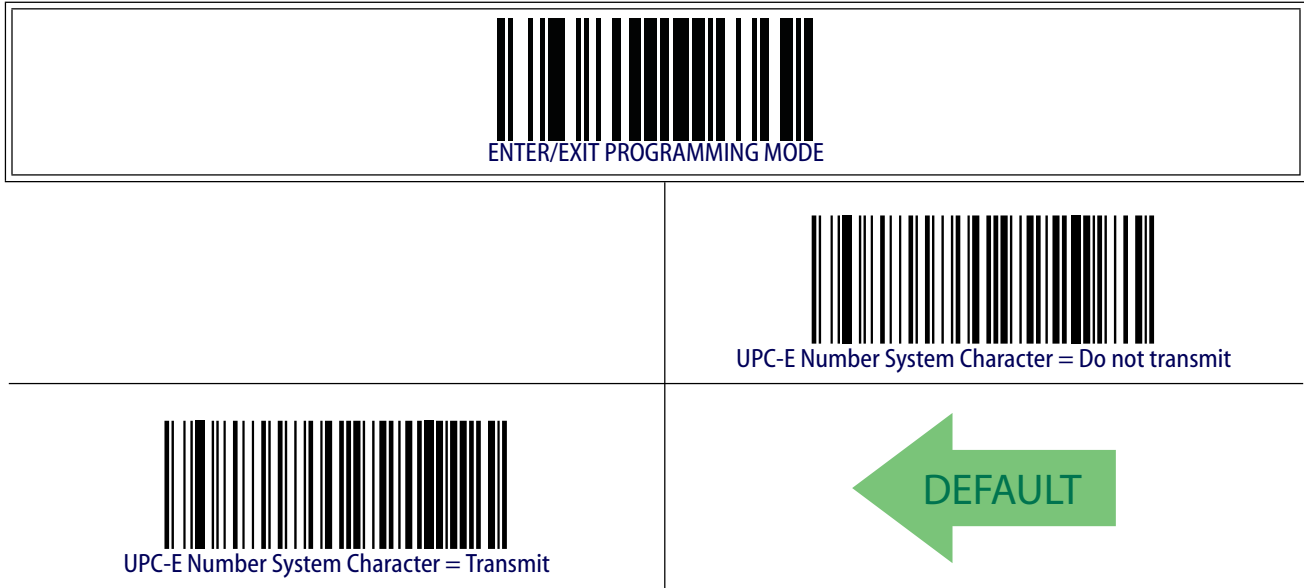 ENTER/EXIT PROGRAMMING MODE
UPC-E Number System Character = Do not transmit
UPC-E Number System Character = Transmit
DEFAULT